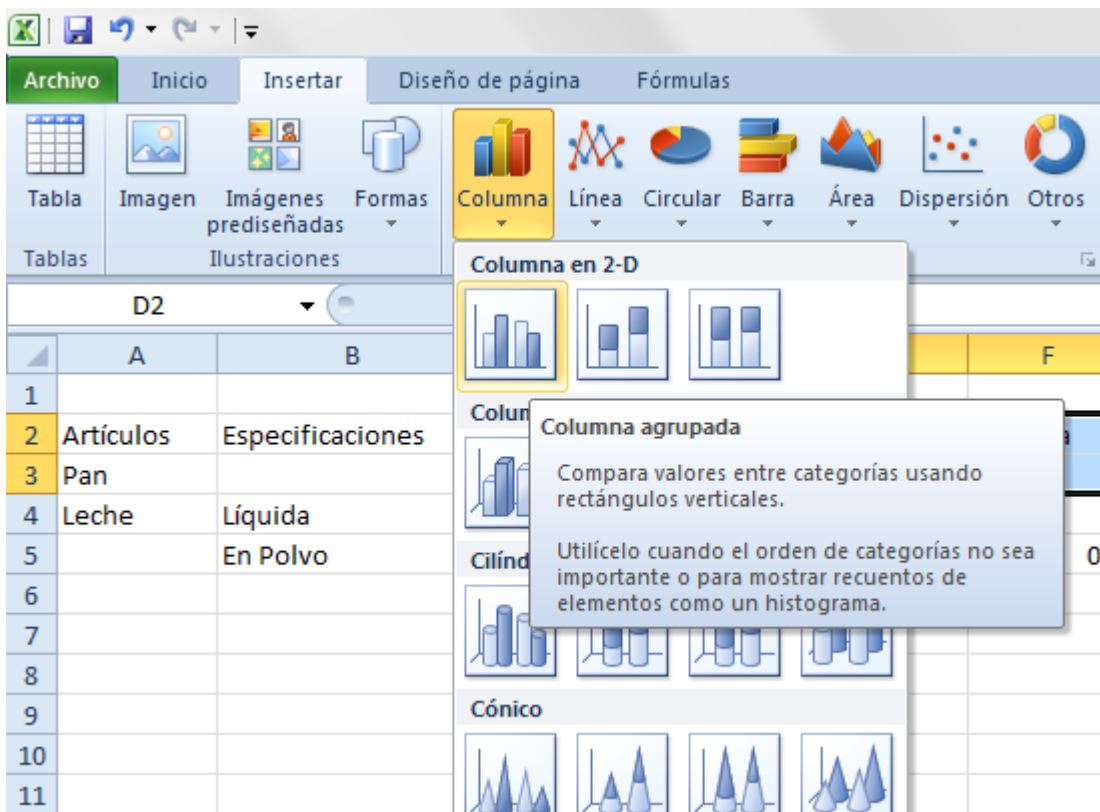 Archivo Inicio Insertar Diseño de página Fórmulas
Tabla Imagen Imágenes prediseñadas Formas Columna Línea Circular Barra Área Dispersión Otros
Tablas Ilustraciones
Columna en 2-D
D2
A B F
1
Columna agrupada
2 Artículos Especificaciones
3 Pan
Compara valores entre categorías usando
rectángulos verticales.
4 Leche Líquida
5 En Polvo 0
Utilícelo cuando el orden de categorías no sea
importante o para mostrar recuentos de
elementos como un histograma.
6
7
8
9
Cónico
10
11